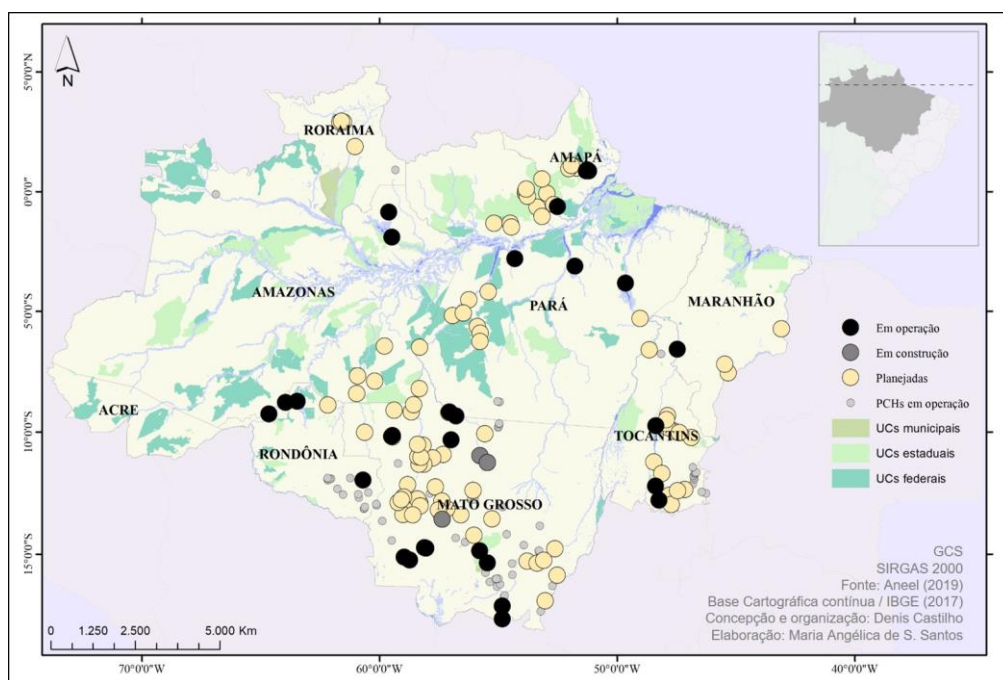 N
5°0'0"N
0°0'0"
5°0'0"S
10°0'0"S
15°0'0"S
RORAIMA
AMAPÁ
AMAZONAS
PARÁ
MARANHÃO
ACRE
RONDÔNIA
TOCANTINS
MATO GROSSO
Em operação
Em construção
Planejadas
PCHs em operação
UCs municipais
UCs estaduais
UCs federais
GCS
SIRGAS 2000
Fonte: Aneel (2019)
Base Cartográfica contínua / IBGE (2017)
Concepção e organização: Denis Castilho
Elaboração: Maria Angélica de S. Santos
0 1.250 2.500 5.000 Km
70°0'0"W 60°0'0"W 50°0'0"W 40°0'0"W